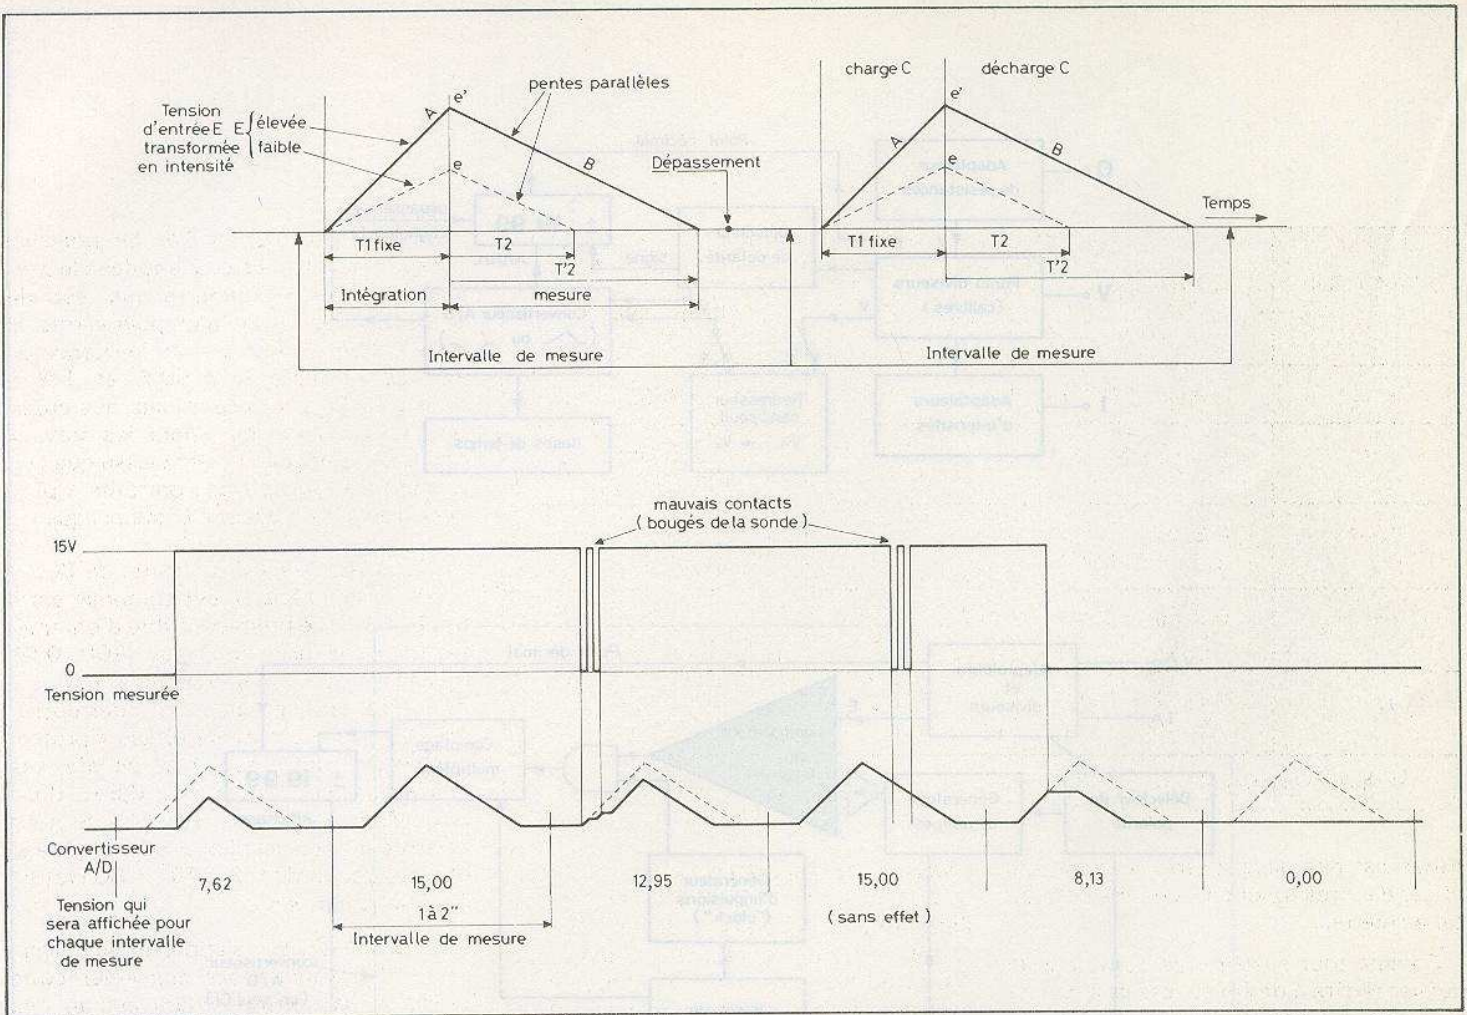 charge C
décharge C
e'
A
pentes parallèles
e'
A
Tension
d'entrée E E { élevée
transformée faible
en intensité
e
B
Dépassement
e
B
Temps
T1 fixe
T2
T'2
T1 fixe
T2
T'2
Intégration
mesure
Intervalle de mesure
Intervalle de mesure
mauvais contacts
( bougés de la sonde )
15V
0
Tension mesurée
Convertisseur
A/D
7,62
15,00
12,95
15,00
8,13
0,00
Tension qui
sera affichée pour
chaque intervalle
de mesure
1 à 2"
Intervalle de mesure
( sans effet )